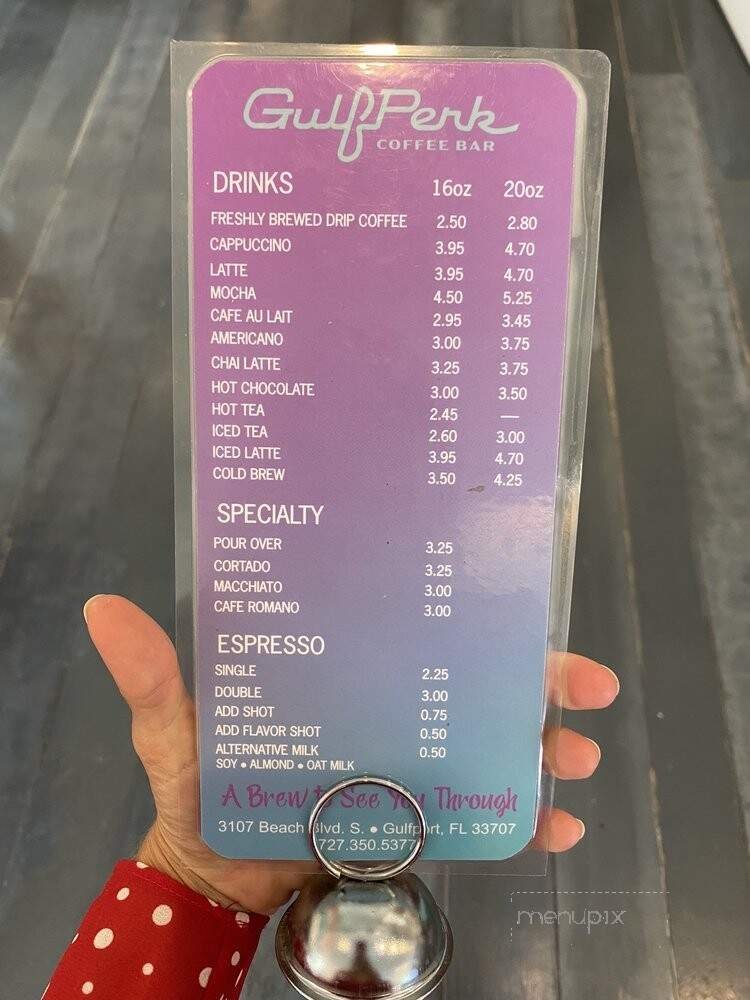 GulfPerk
COFFEE BAR
DRINKS 16oz 20oz
FRESHLY BREWED DRIP COFFEE 2.50 2.80
CAPPUCCINO 3.95 4.70
LATTE 3.95 4.70
MOCHA 4.50 5.25
CAFE AU LAIT 2.95 3.45
AMERICANO 3.00 3.75
CHAI LATTE 3.25 3.75
HOT CHOCOLATE 3.00 3.50
HOT TEA 2.45 —
ICED TEA 2.60 3.00
ICED LATTE 3.95 4.70
COLD BREW 3.50 4.25
SPECIALTY
POUR OVER 3.25
CORTADO 3.25
MACCHIATO 3.00
CAFE ROMANO 3.00
ESPRESSO
SINGLE 2.25
DOUBLE 3.00
ADD SHOT 0.75
ADD FLAVOR SHOT 0.50
ALTERNATIVE MILK 0.50
SOY • ALMOND • OAT MILK
A Brew to See You Through
3107 Beach Blvd. S. • Gulfport, FL 33707
727.350.5377
menupix